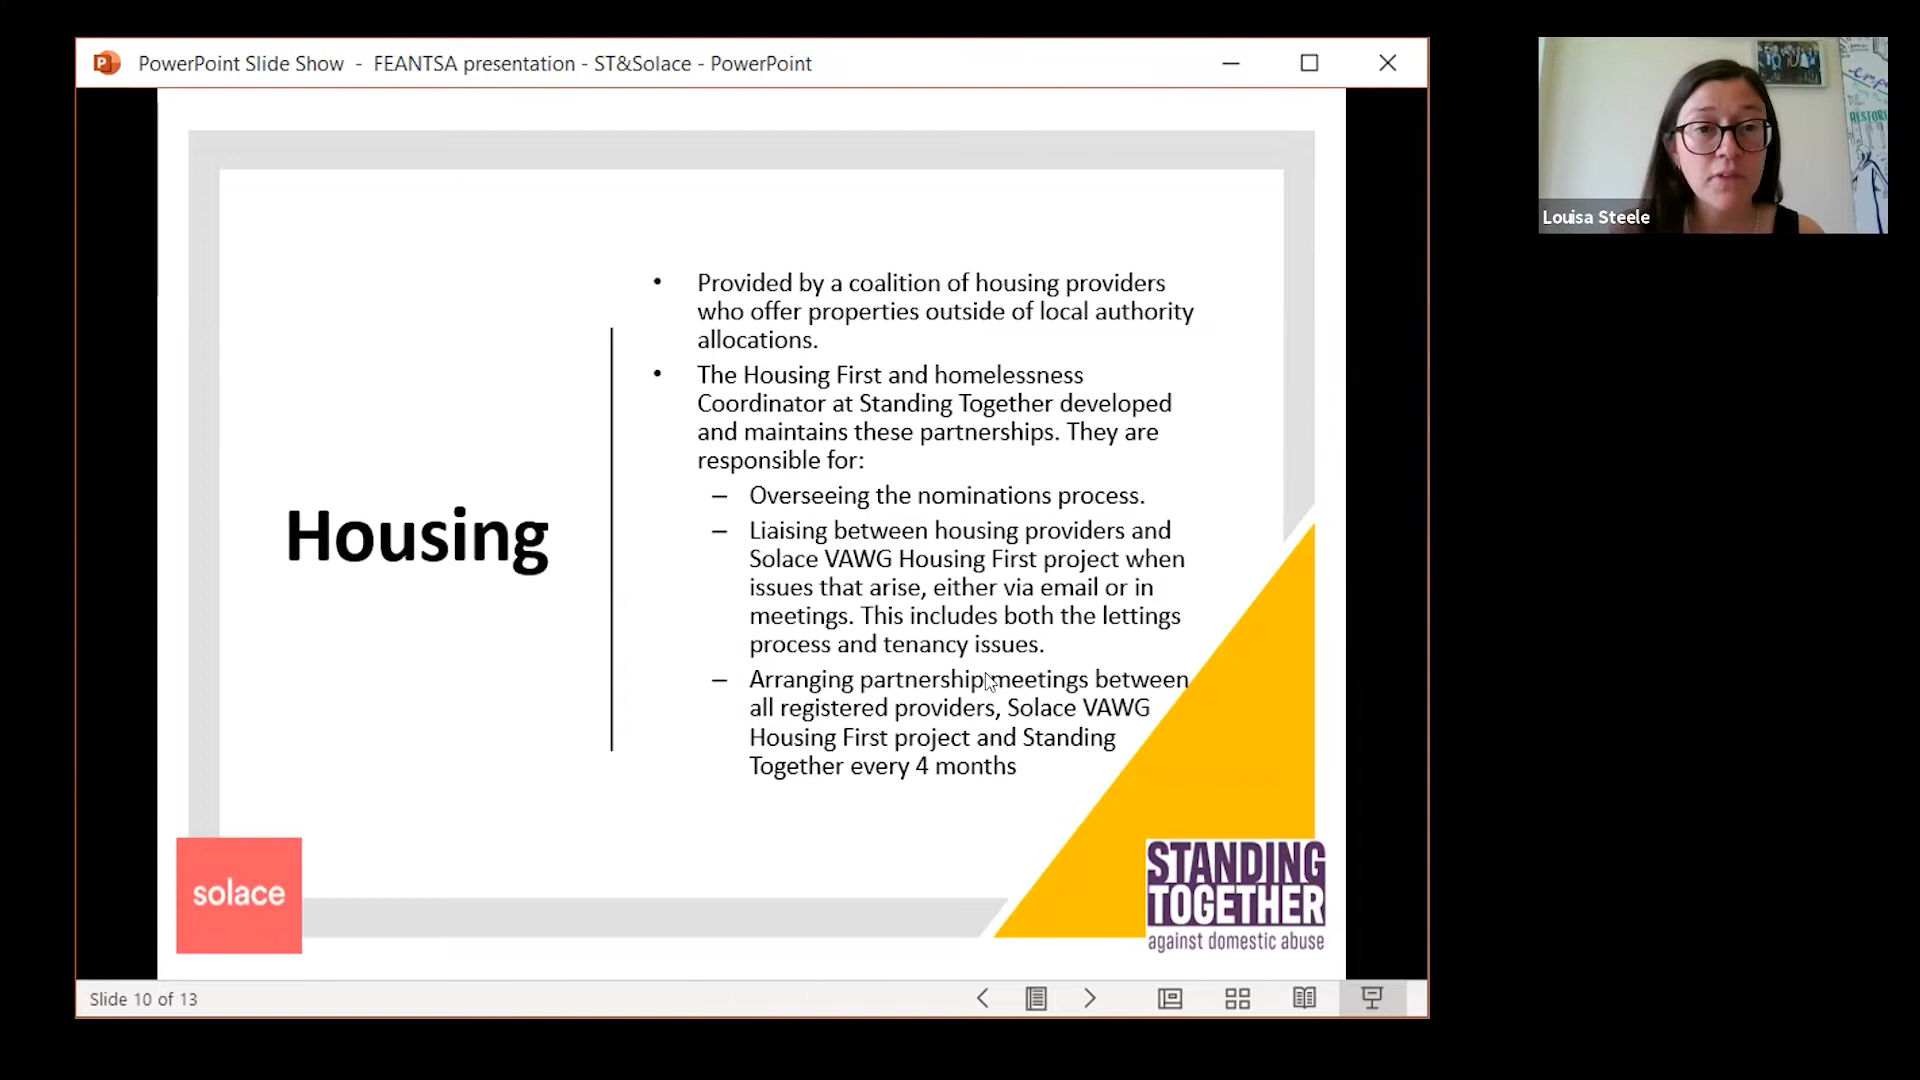 PowerPoint Slide Show - FEANTSA presentation - ST&Solace - PowerPoint
Housing
• Provided by a coalition of housing providers
who offer properties outside of local authority
allocations.
• The Housing First and homelessness
Coordinator at Standing Together developed
and maintains these partnerships. They are
responsible for:
– Overseeing the nominations process.
– Liaising between housing providers and
Solace VAWG Housing First project when
issues that arise, either via email or in
meetings. This includes both the lettings
process and tenancy issues.
– Arranging partnership meetings between
all registered providers, Solace VAWG
Housing First project and Standing
Together every 4 months
solace
STANDING
TOGETHER
against domestic abuse
Slide 10 of 13
Louisa Steele